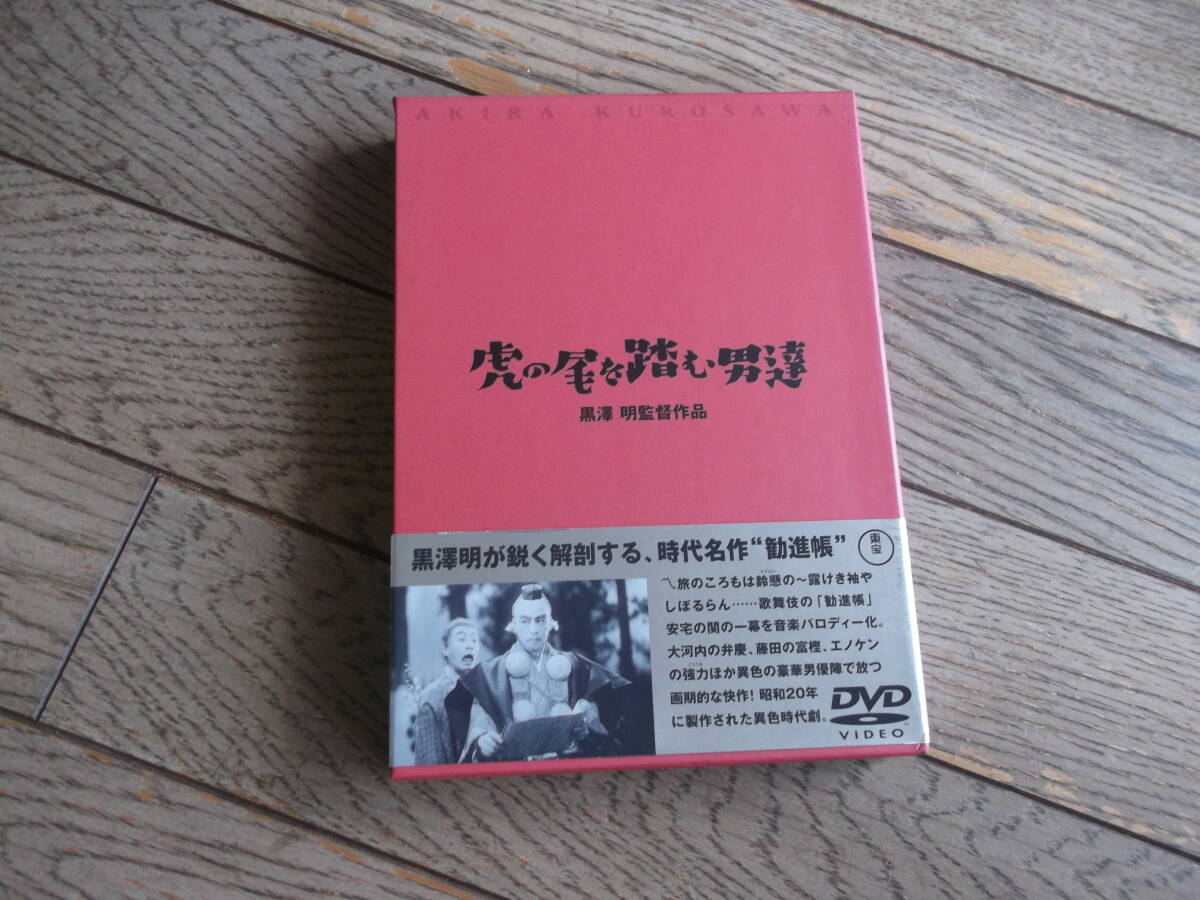 AKIRA KUROSAWA
虎の尾を踏む男達
黒澤 明監督作品
黒澤明が鋭く解剖する、時代名作“勧進帳”
東宝
〽旅のころもは鈴懸の〜露けき袖や
しぼるらん……歌舞伎の「勧進帳」
安宅の関の一幕を音楽パロディー化。
大河内の弁慶、藤田の富樫、エノケン
の強力ほか異色の豪華男優陣で放つ
画期的な快作！昭和20年
に製作された異色時代劇。
DVD
VIDEO